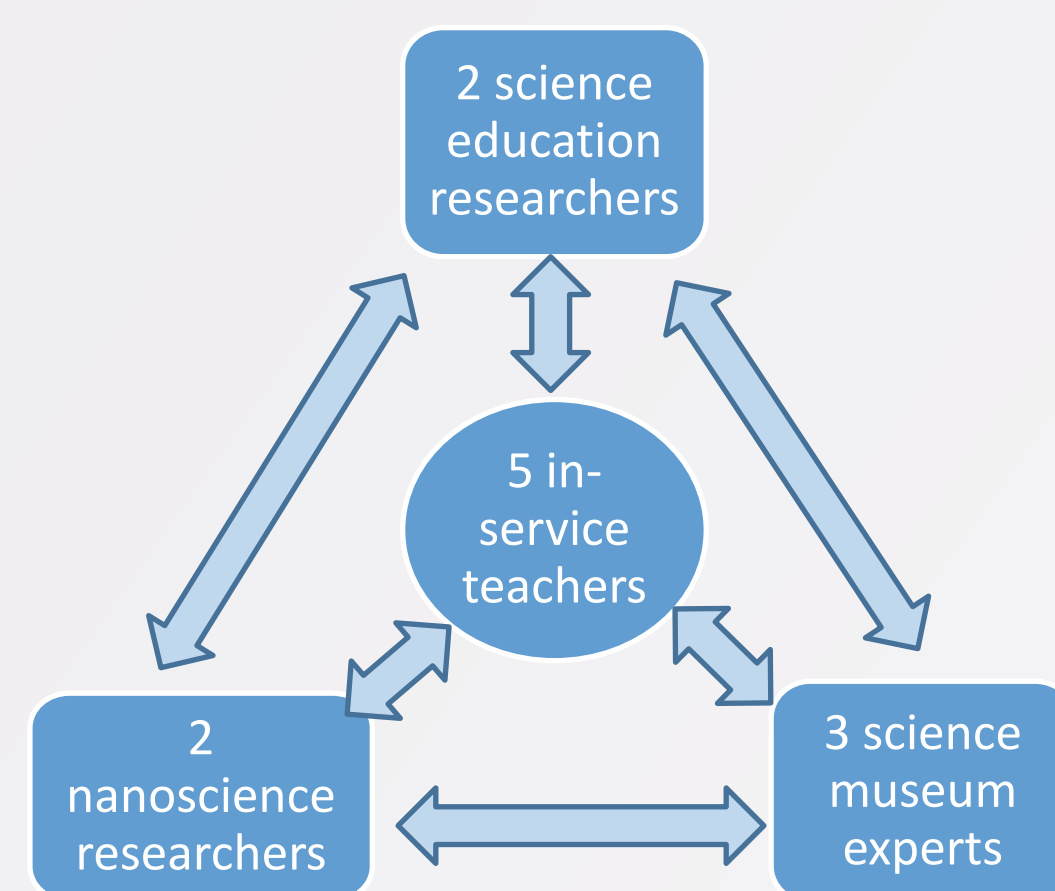 2 science
education
researchers
5 in-
service
teachers
2
nanoscience
researchers
3 science
museum
experts